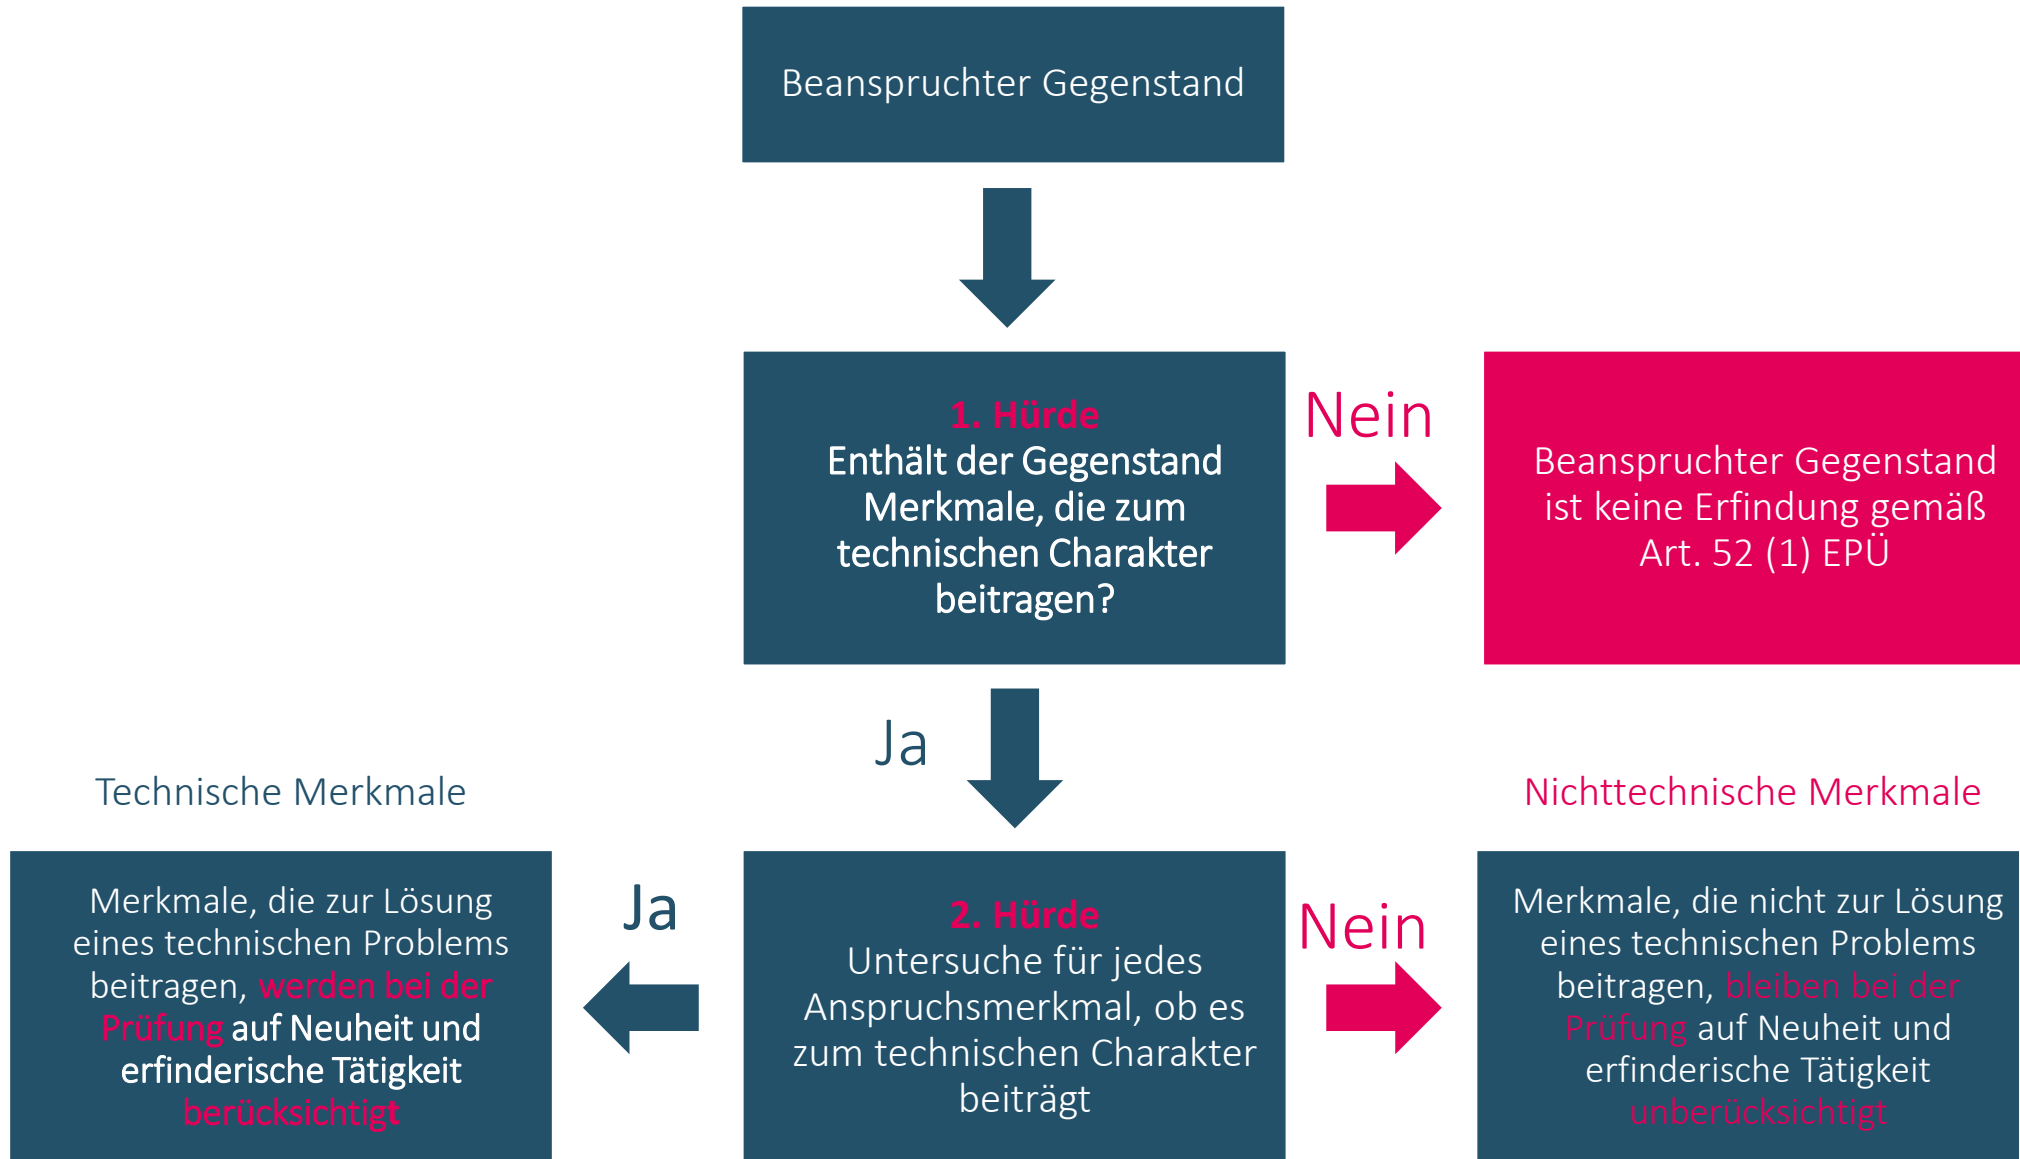 Beanspruchter Gegenstand
1. Hürde
Enthält der Gegenstand
Merkmale, die zum
technischen Charakter
beitragen?
Nein
Beanspruchter Gegenstand
ist keine Erfindung gemäß
Art. 52 (1) EPÜ
Ja
Technische Merkmale
Nichttechnische Merkmale
Merkmale, die zur Lösung
eines technischen Problems
beitragen, werden bei der
Prüfung auf Neuheit und
erfinderische Tätigkeit
berücksichtigt
Ja
2. Hürde
Untersuche für jedes
Anspruchsmerkmal, ob es
zum technischen Charakter
beiträgt
Nein
Merkmale, die nicht zur Lösung
eines technischen Problems
beitragen, bleiben bei der
Prüfung auf Neuheit und
erfinderische Tätigkeit
unberücksichtigt